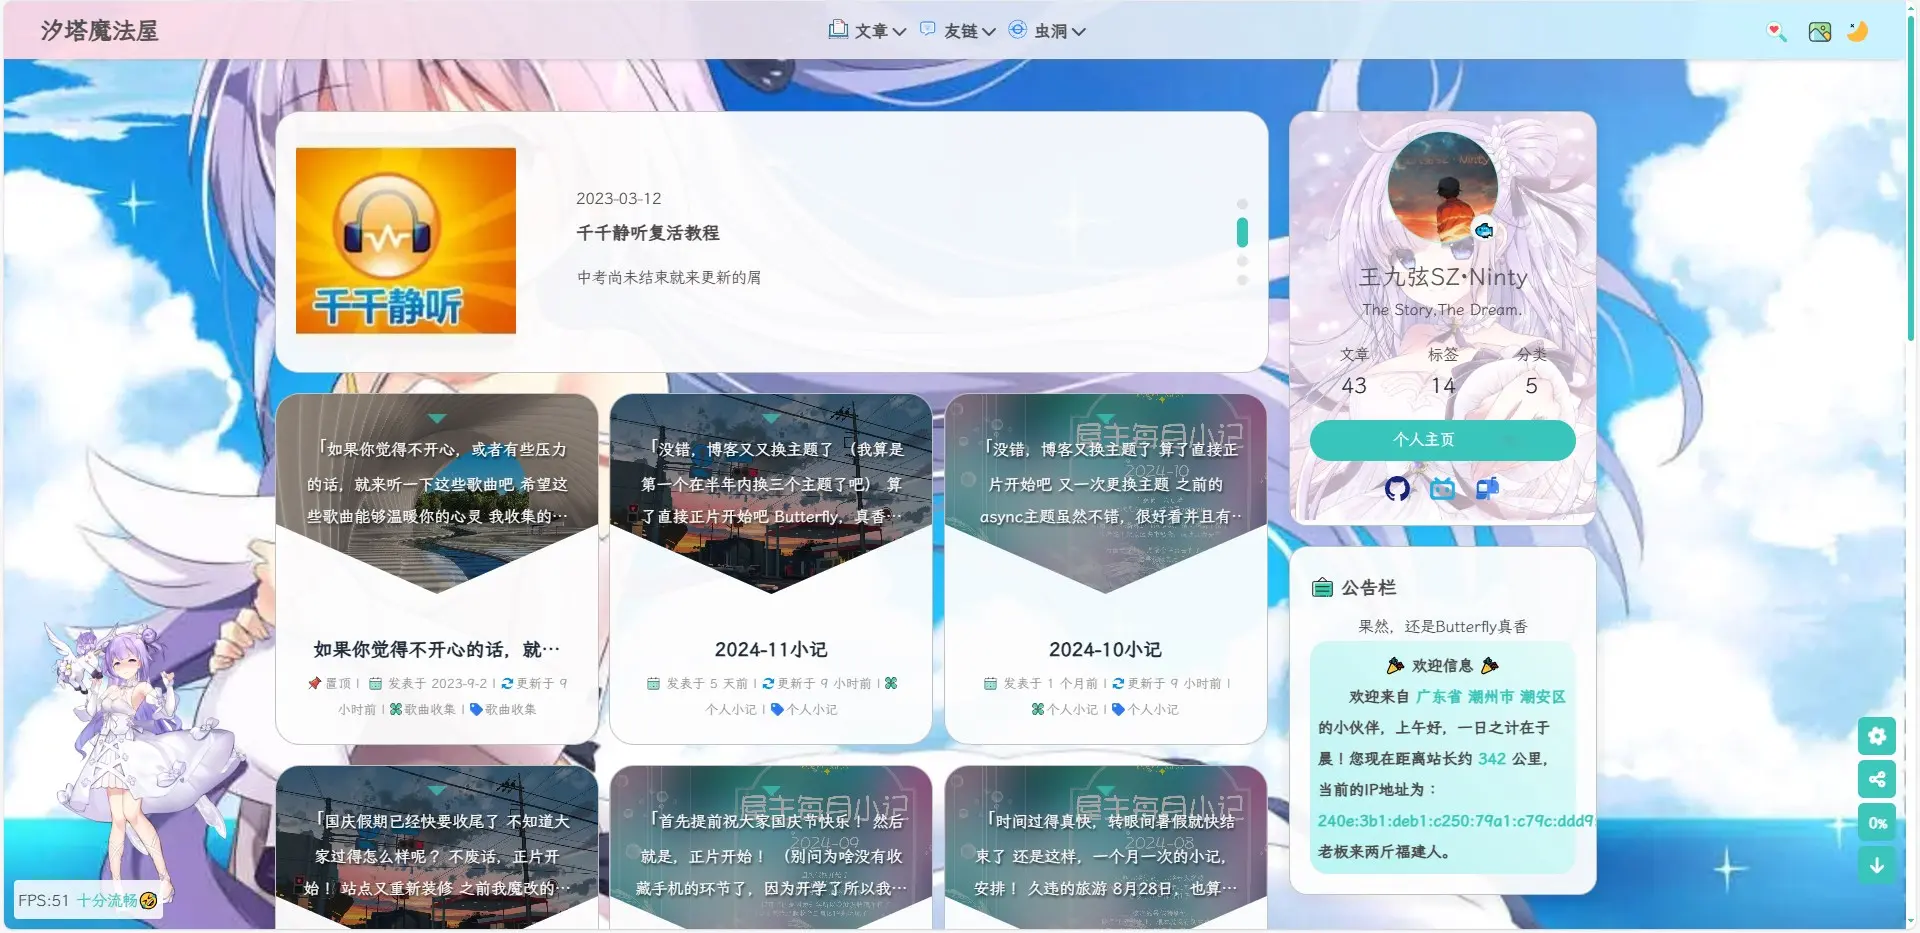 汐塔魔法屋
文章
友链
虫洞
千千静听
2023-03-12
千千静听复活教程
中考尚未结束就来更新的屑
王九弦SZ·Ninty
The Story,The Dream.
文章
标签
分类
43
14
5
个人主页
「如果你觉得不开心，或者有些压力
的话，就来听一下这些歌曲吧 希望这
些歌曲能够温暖你的心灵 我收集的…
如果你觉得不开心的话，就…
置顶 | 发表于 2023-9-2 | 更新于 9
小时前 | 歌曲收集 | 歌曲收集
「没错，博客又又换主题了 （我算是
第一个在半年内换三个主题了吧） 算
了直接正片开始吧 Butterfly，真香…
2024-11小记
发表于 5 天前 | 更新于 9 小时前 |
个人小记 | 个人小记
屋主每月小记
2024-10
「没错，博客又换主题了 算了直接正
片开始吧 又一次更换主题 之前的
async主题虽然不错，很好看并且有…
2024-10小记
发表于 1 个月前 | 更新于 9 小时前 |
个人小记 | 个人小记
公告栏
果然，还是Butterfly真香
欢迎信息
欢迎来自 广东省 潮州市 潮安区
的小伙伴，上午好，一日之计在于
晨！您现在距离站长约 342 公里，
当前的IP地址为：
240e:3b1:deb1:c250:79a1:c79c:ddd9
老板来两斤福建人。
「国庆假期已经快要收尾了 不知道大
家过得怎么样呢？ 不废话，正片开
始！ 站点又重新装修 之前我魔改的…
屋主每月小记
2024-09
「首先提前祝大家国庆节快乐！ 然后
就是，正片开始！ （别问为啥没有收
藏手机的环节了，因为开学了所以我…
屋主每月小记
2024-08
「时间过得真快，转眼间暑假就快结
束了 还是这样，一个月一次的小记，
安排！ 久违的旅游 8月28日，也算…
0%
FPS:51 十分流畅🤣